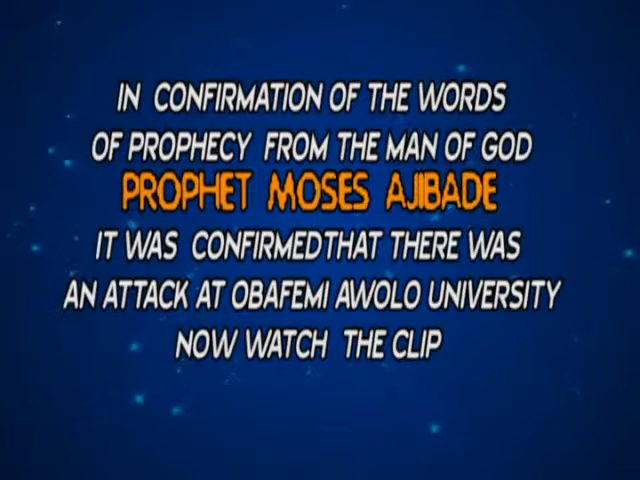 IN CONFIRMATION OF THE WORDS
OF PROPHECY FROM THE MAN OF GOD
PROPHET MOSES AJIBADE
IT WAS CONFIRMEDTHAT THERE WAS
AN ATTACK AT OBAFEMI AWOLO UNIVERSITY
NOW WATCH THE CLIP